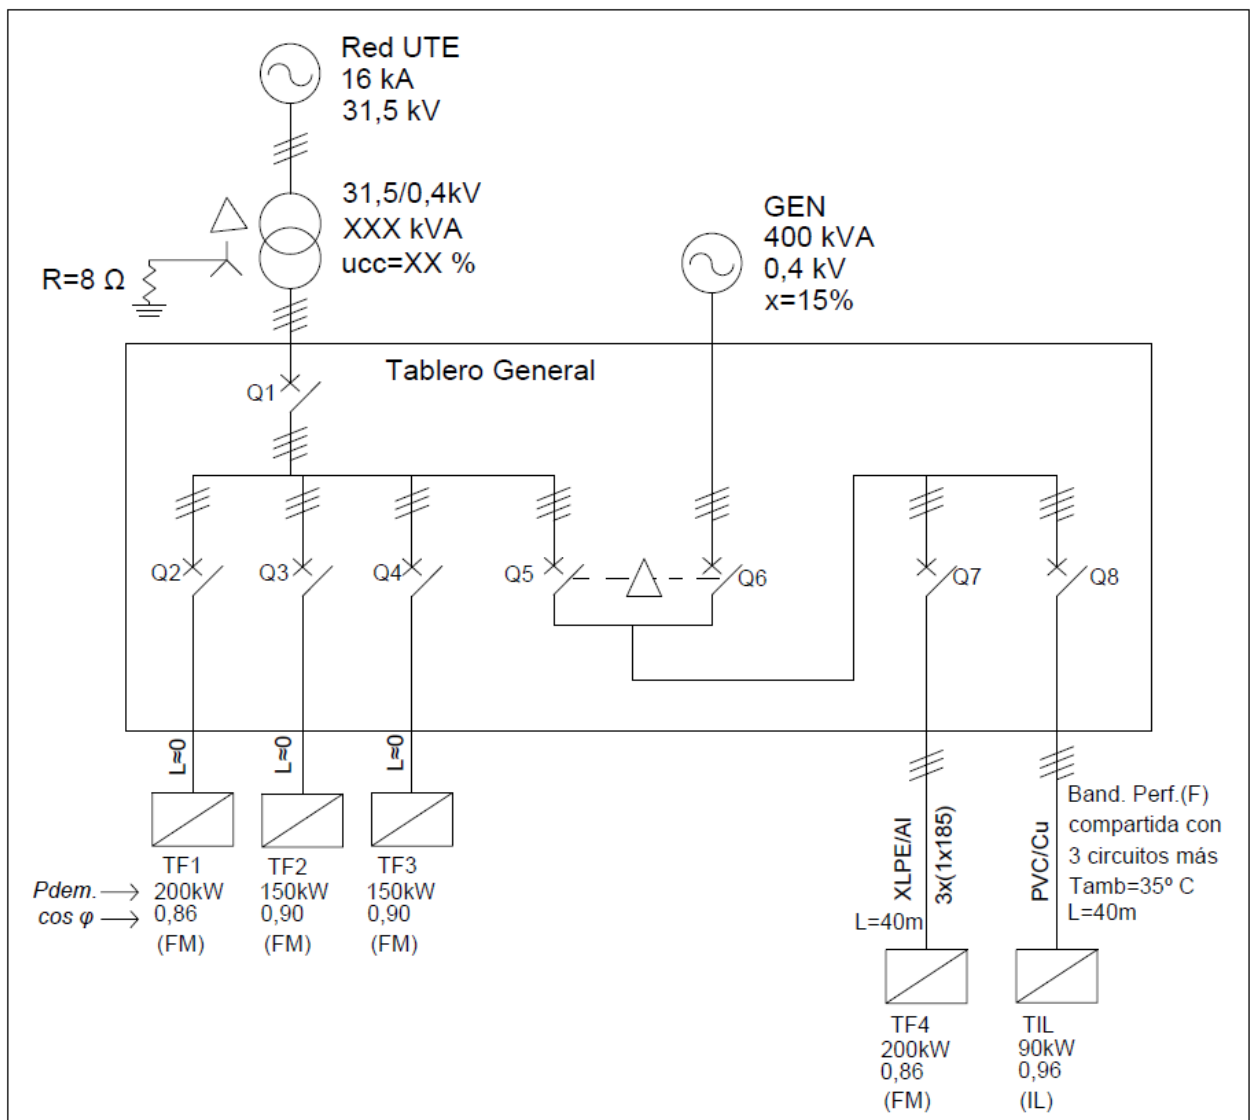 Red UTE
16 kA
31,5 kV
31,5/0,4kV
XXX kVA
ucc=XX %
R=8 Ω
GEN
400 kVA
0,4 kV
x=15%
Tablero General
Q1
Q2
Q3
Q4
Q5
Q6
Q7
Q8
L≈0
L≈0
L≈0
TF1
TF2
TF3
Pdem.
200kW
150kW
150kW
cos φ
0,86
0,90
0,90
(FM)
(FM)
(FM)
XLPE/Al
3x(1x185)
L=40m
PVC/Cu
Band. Perf.(F)
compartida con
3 circuitos más
Tamb=35º C
L=40m
TF4
200kW
0,86
(FM)
TIL
90kW
0,96
(IL)